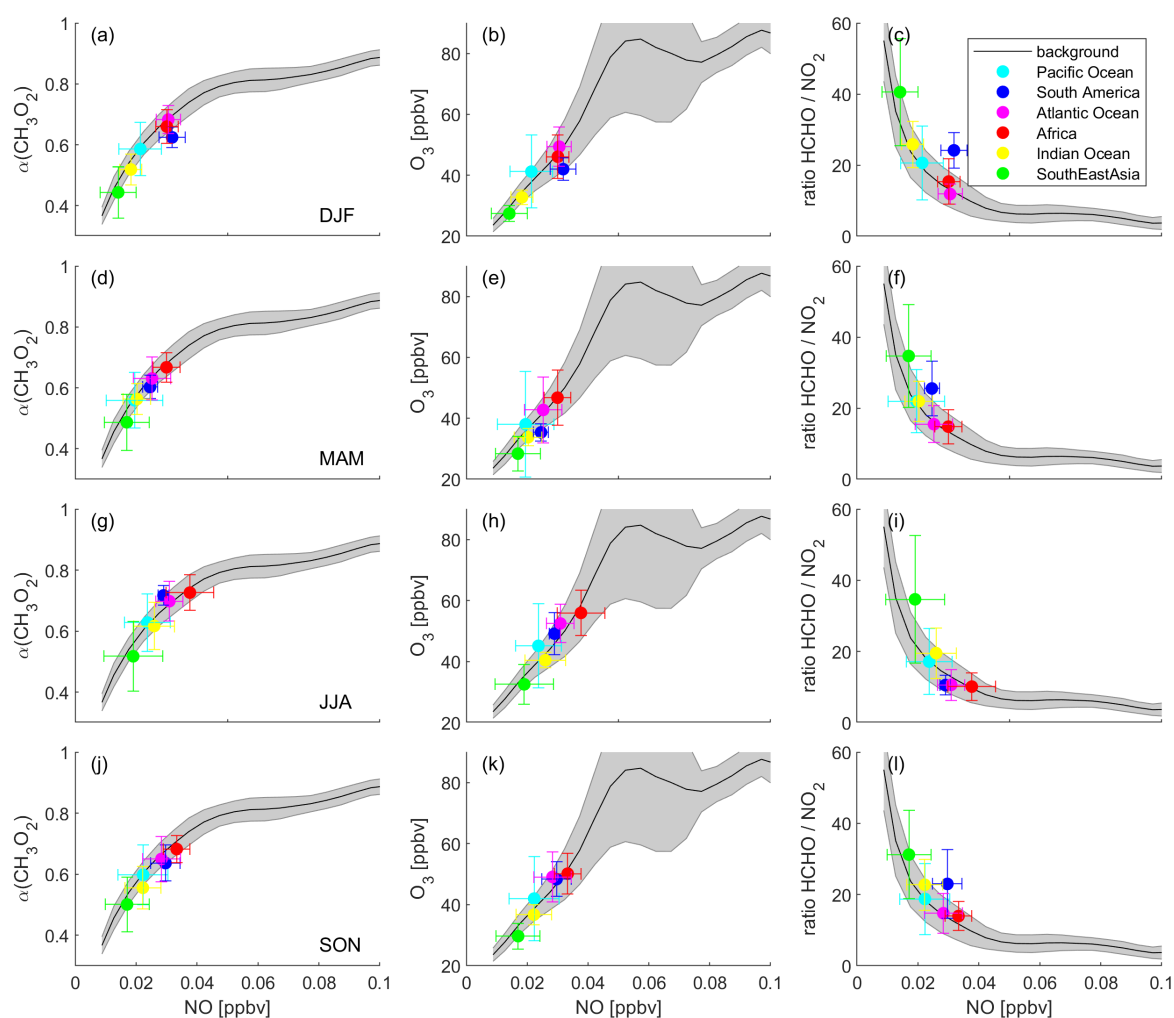 (a)
1
0.8
0.6
0.4
α(CH3O2)
DJF
(b)
80
60
40
20
O3 [ppbv]
(c)
60
40
20
0
ratio HCHO / NO2
background
Pacific Ocean
South America
Atlantic Ocean
Africa
Indian Ocean
SouthEastAsia
(d)
1
0.8
0.6
0.4
α(CH3O2)
MAM
(e)
80
60
40
20
O3 [ppbv]
(f)
60
40
20
0
ratio HCHO / NO2
(g)
1
0.8
0.6
0.4
α(CH3O2)
JJA
(h)
80
60
40
20
O3 [ppbv]
(i)
60
40
20
0
ratio HCHO / NO2
(j)
1
0.8
0.6
0.4
α(CH3O2)
SON
0 0.02 0.04 0.06 0.08 0.1
NO [ppbv]
(k)
80
60
40
20
O3 [ppbv]
0 0.02 0.04 0.06 0.08 0.1
NO [ppbv]
(l)
60
40
20
0
ratio HCHO / NO2
0 0.02 0.04 0.06 0.08 0.1
NO [ppbv]